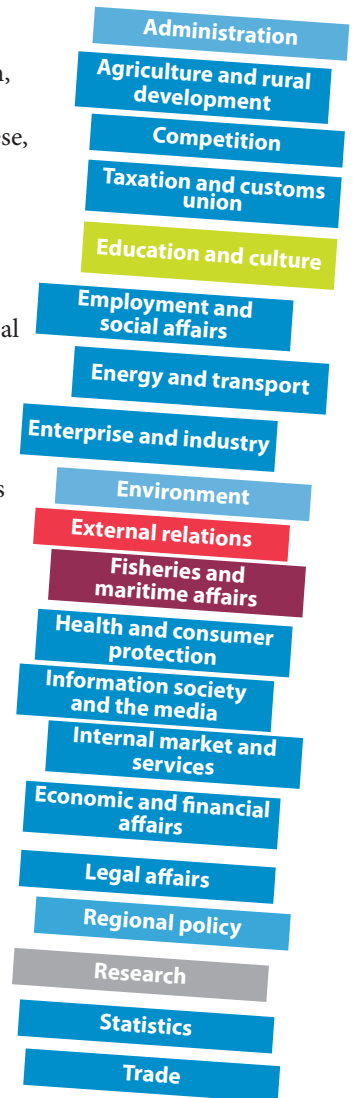 Administration
n,
Agriculture and rural
development
ese,
Competition
Taxation and customs
union
Education and culture
Employment and
social affairs
al
Energy and transport
Enterprise and industry
s
Environment
External relations
Fisheries and
maritime affairs
Health and consumer
protection
Information society
and the media
Internal market and
services
Economic and financial
affairs
Legal affairs
Regional policy
Research
Statistics
Trade